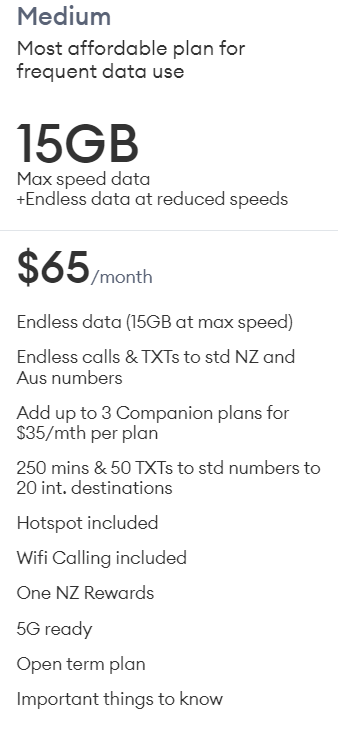 Medium
Most affordable plan for
frequent data use
15GB
Max speed data
+Endless data at reduced speeds
$65/month
Endless data (15GB at max speed)
Endless calls & TXTs to std NZ and
Aus numbers
Add up to 3 Companion plans for
$35/mth per plan
250 mins & 50 TXTs to std numbers to
20 int. destinations
Hotspot included
Wifi Calling included
One NZ Rewards
5G ready
Open term plan
Important things to know